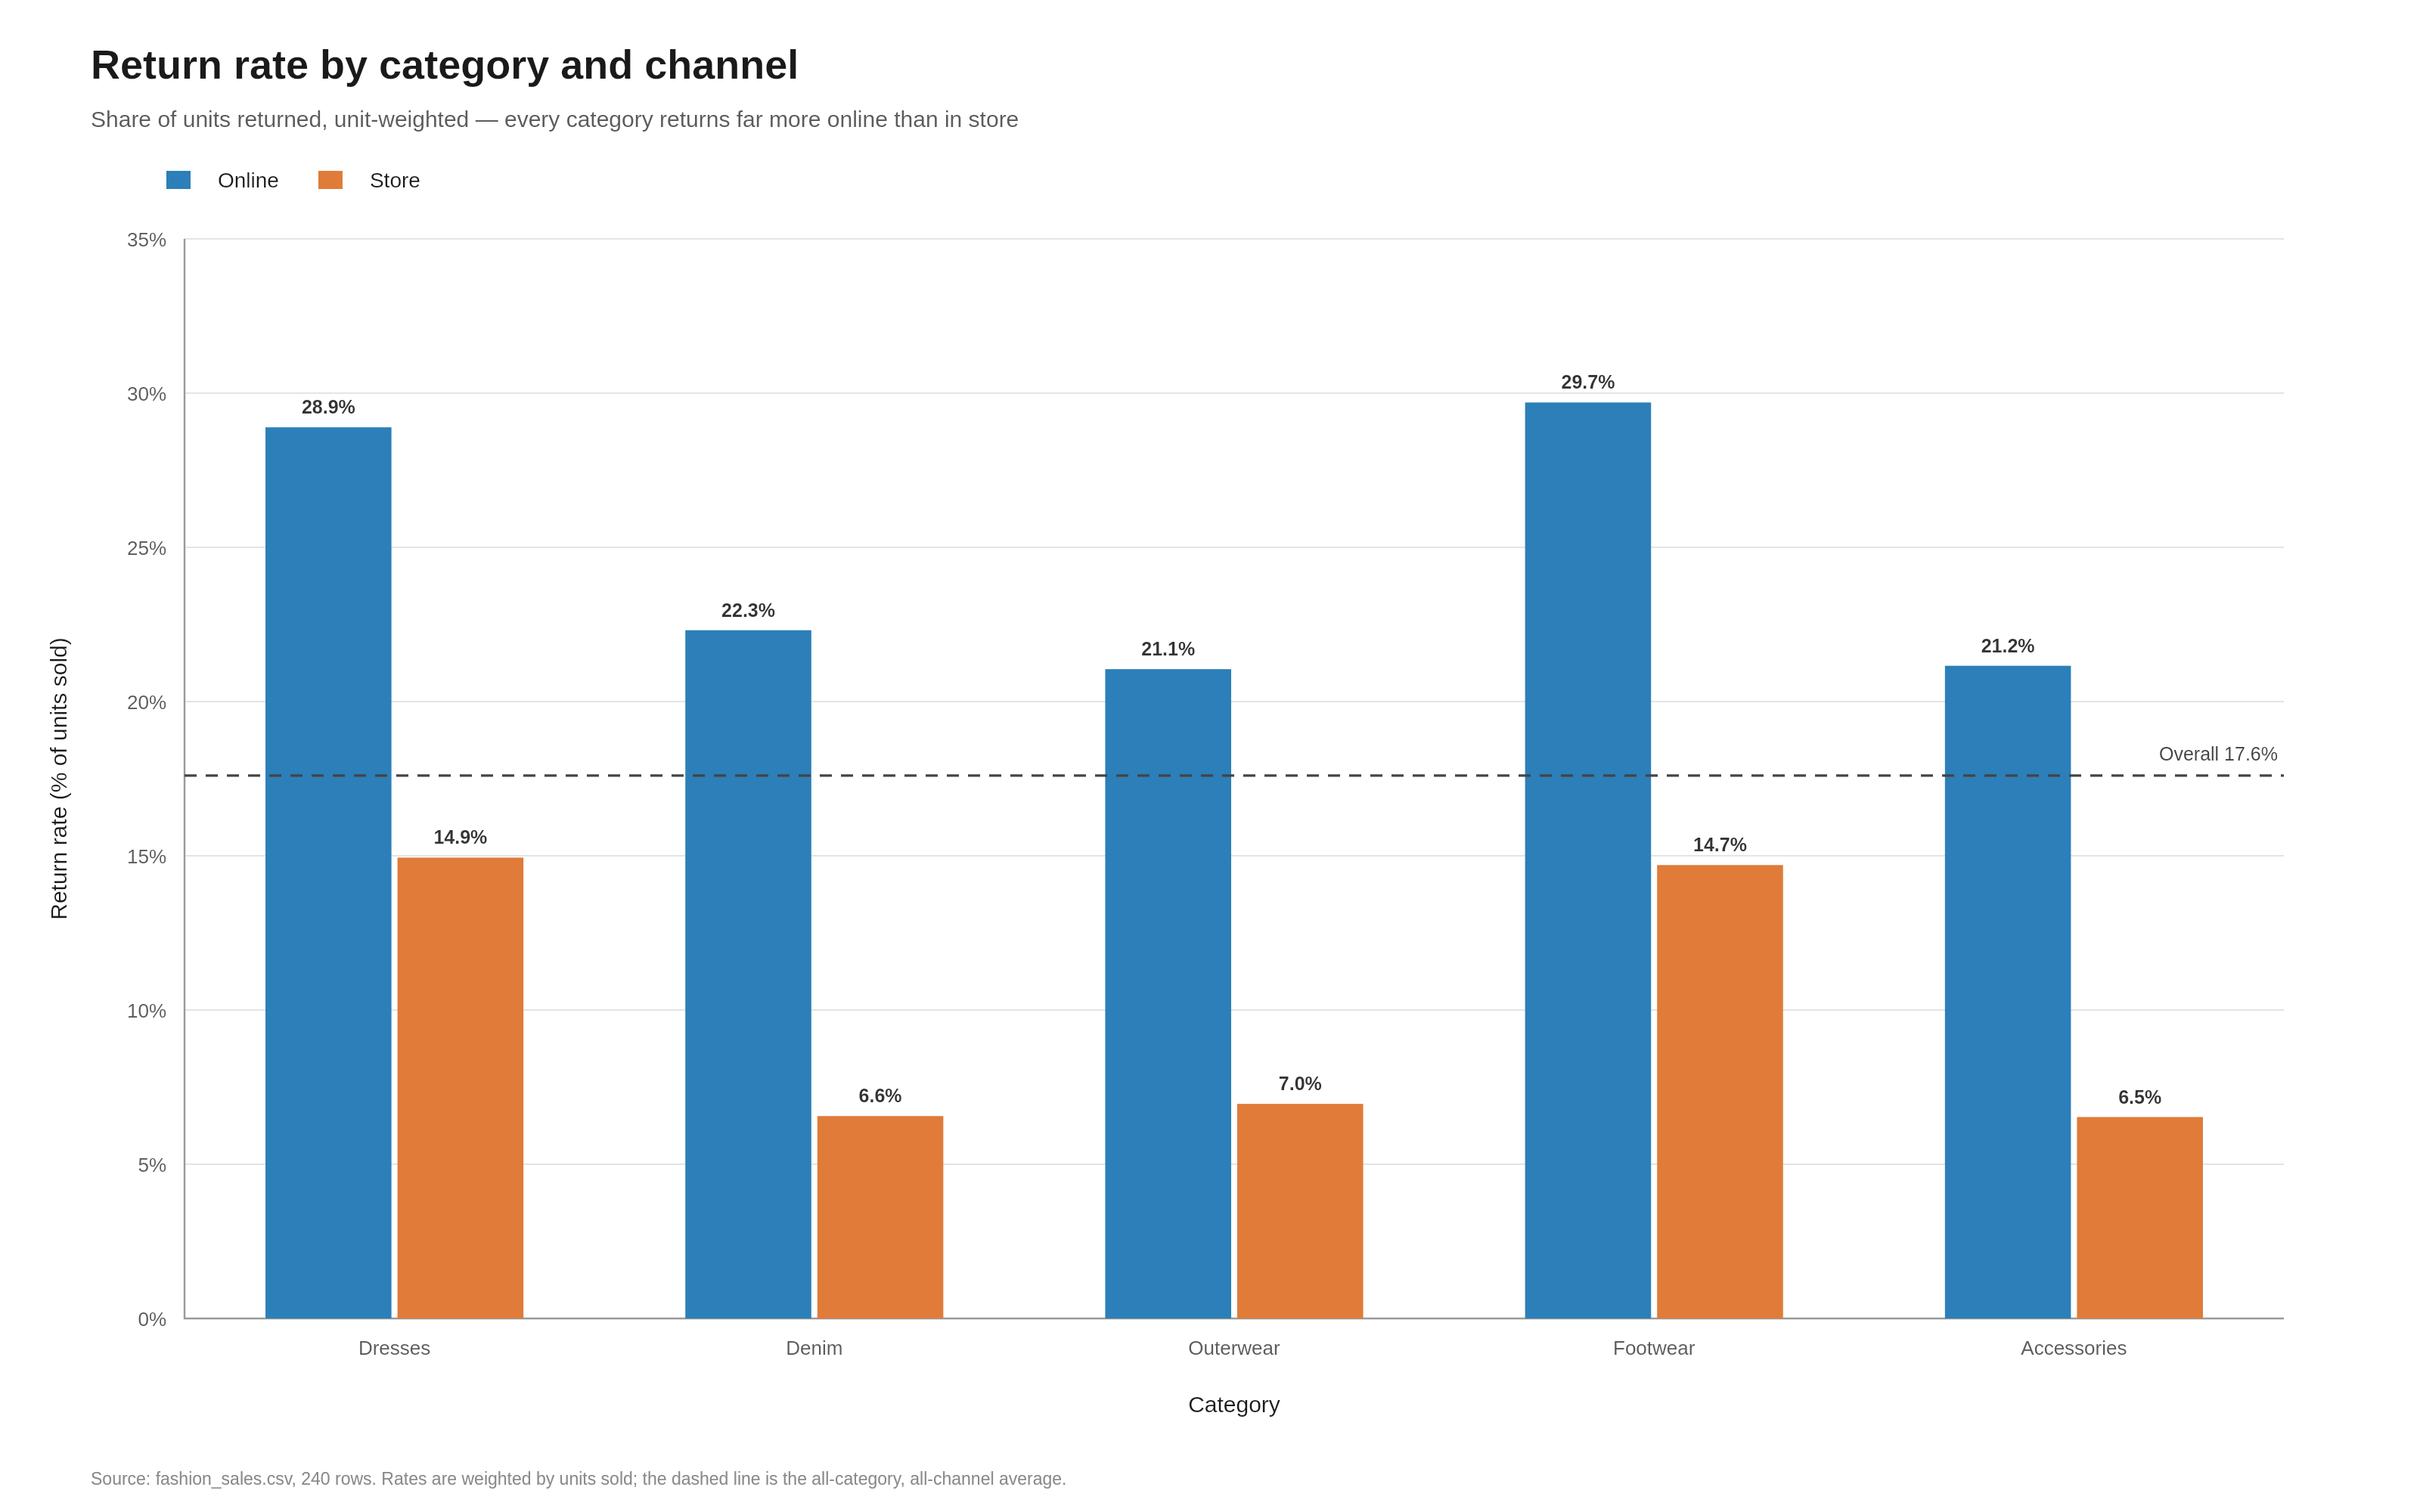 Return rate by category and channel
Share of units returned, unit-weighted — every category returns far more online than in store
Online Store
35%
30%
25%
20%
15%
10%
5%
0%
Return rate (% of units sold)
28.9%
14.9%
22.3%
6.6%
21.1%
7.0%
29.7%
14.7%
21.2%
6.5%
Overall 17.6%
Dresses Denim Outerwear Footwear Accessories
Category
Source: fashion_sales.csv, 240 rows. Rates are weighted by units sold; the dashed line is the all-category, all-channel average.